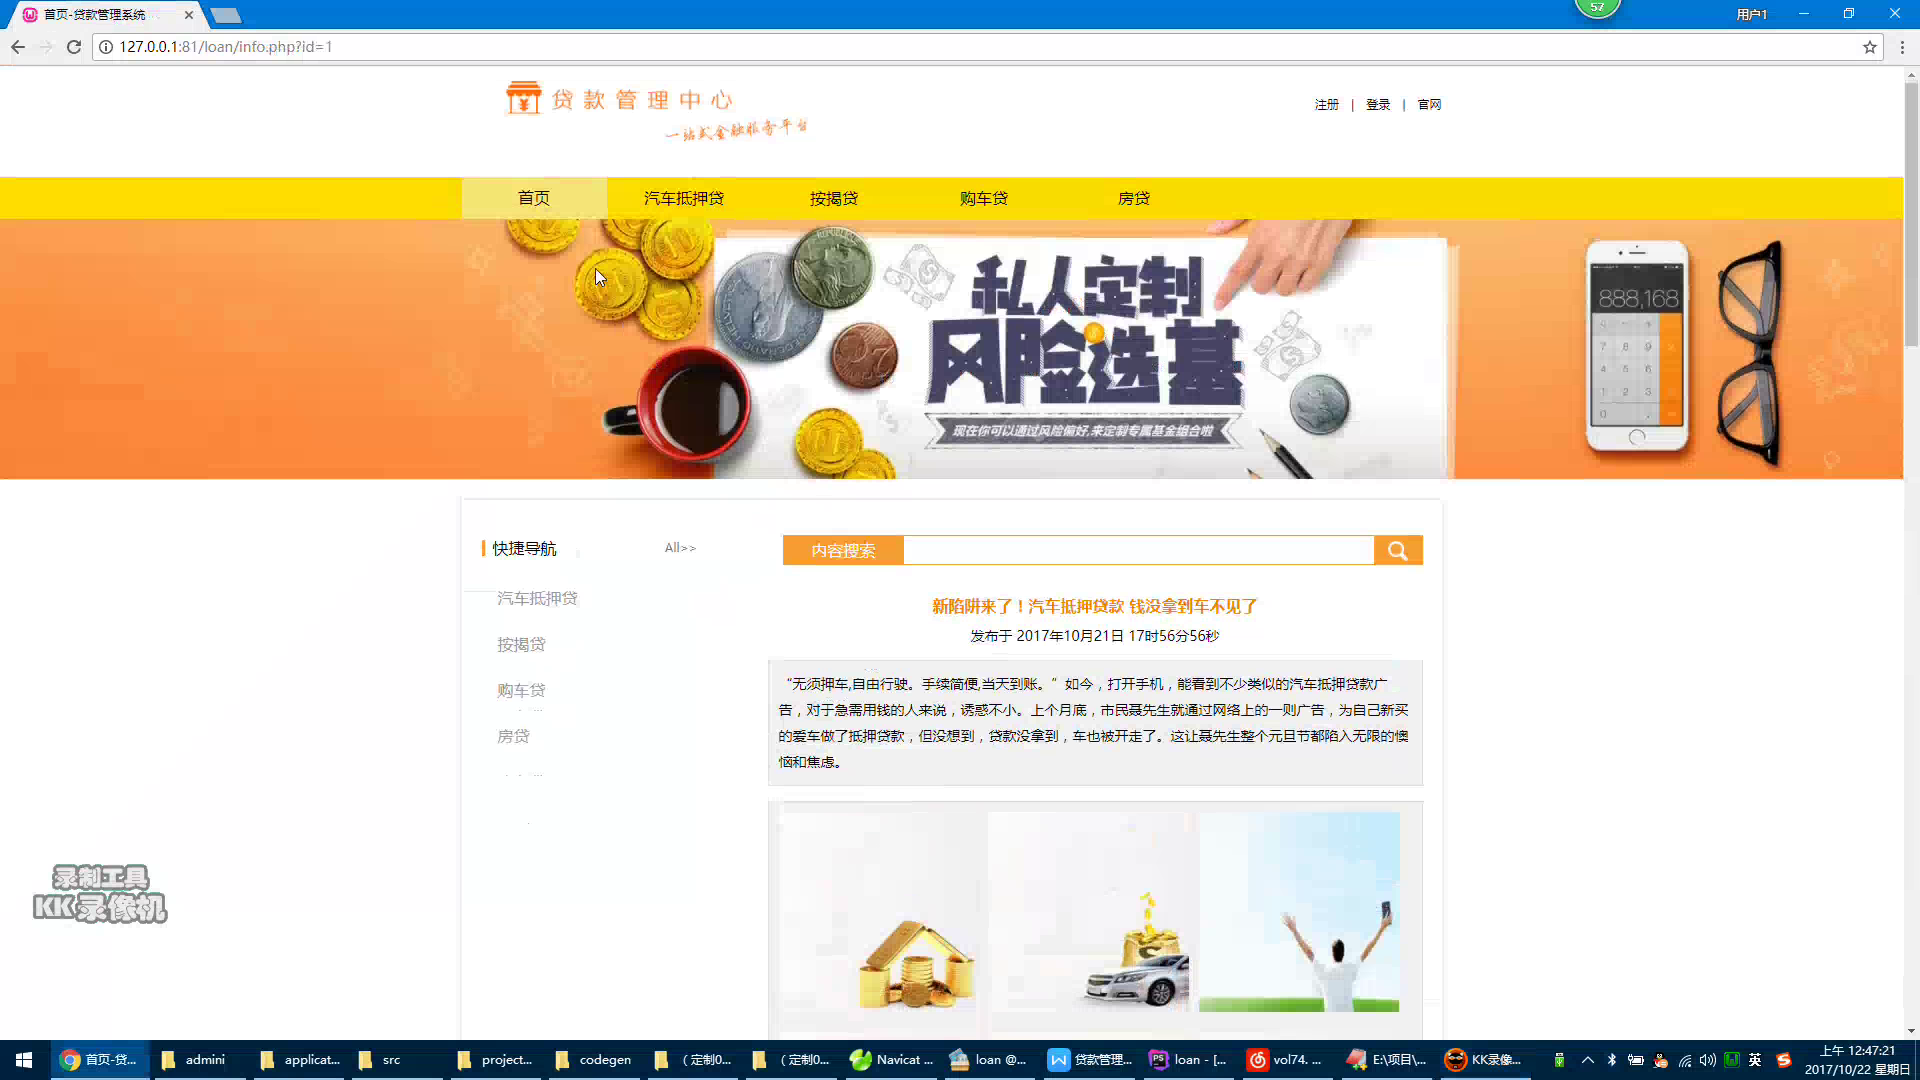 首页-贷款管理系统
57
用户1
127.0.0.1:81/loan/info.php?id=1
贷款管理中心
一站式金融服务平台
注册 | 登录 | 官网
首页 汽车抵押贷 按揭贷 购车贷 房贷
私人定制
风险选基
现在你可以通过风险偏好,来定制专属基金组合啦
888,168
快捷导航 All>>
内容搜索
汽车抵押贷
按揭贷
购车贷
房贷
新陷阱来了！汽车抵押贷款 钱没拿到车不见了
发布于 2017年10月21日 17时56分56秒
“无须押车,自由行驶。手续简便,当天到账。”如今，打开手机，能看到不少类似的汽车抵押贷款广
告，对于急需用钱的人来说，诱惑不小。上个月底，市民聂先生就通过网络上的一则广告，为自己新买
的爱车做了抵押贷款，但没想到，贷款没拿到，车也被开走了。这让聂先生整个元旦节都陷入无限的懊
恼和焦虑。
录制工具
KK录像机
首页-贷... admini applicat... src project... codegen （定制0... （定制0... Navicat ... loan @... 贷款管理... loan - [... vol74. ... E:\项目\... KK录像... 英
上午 12:47:21
2017/10/22 星期日